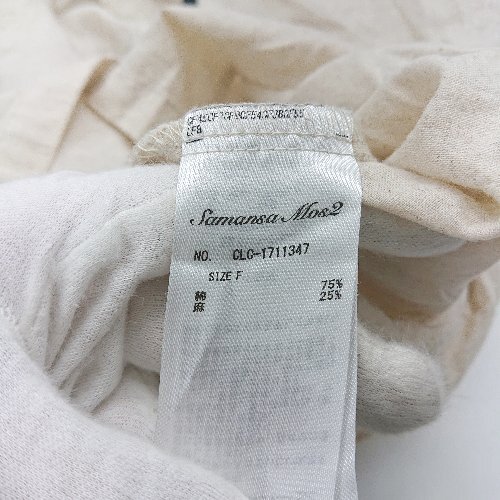 Samansa Mos2
NO. CLC-1711347
SIZE F
綿 75%
麻 25%